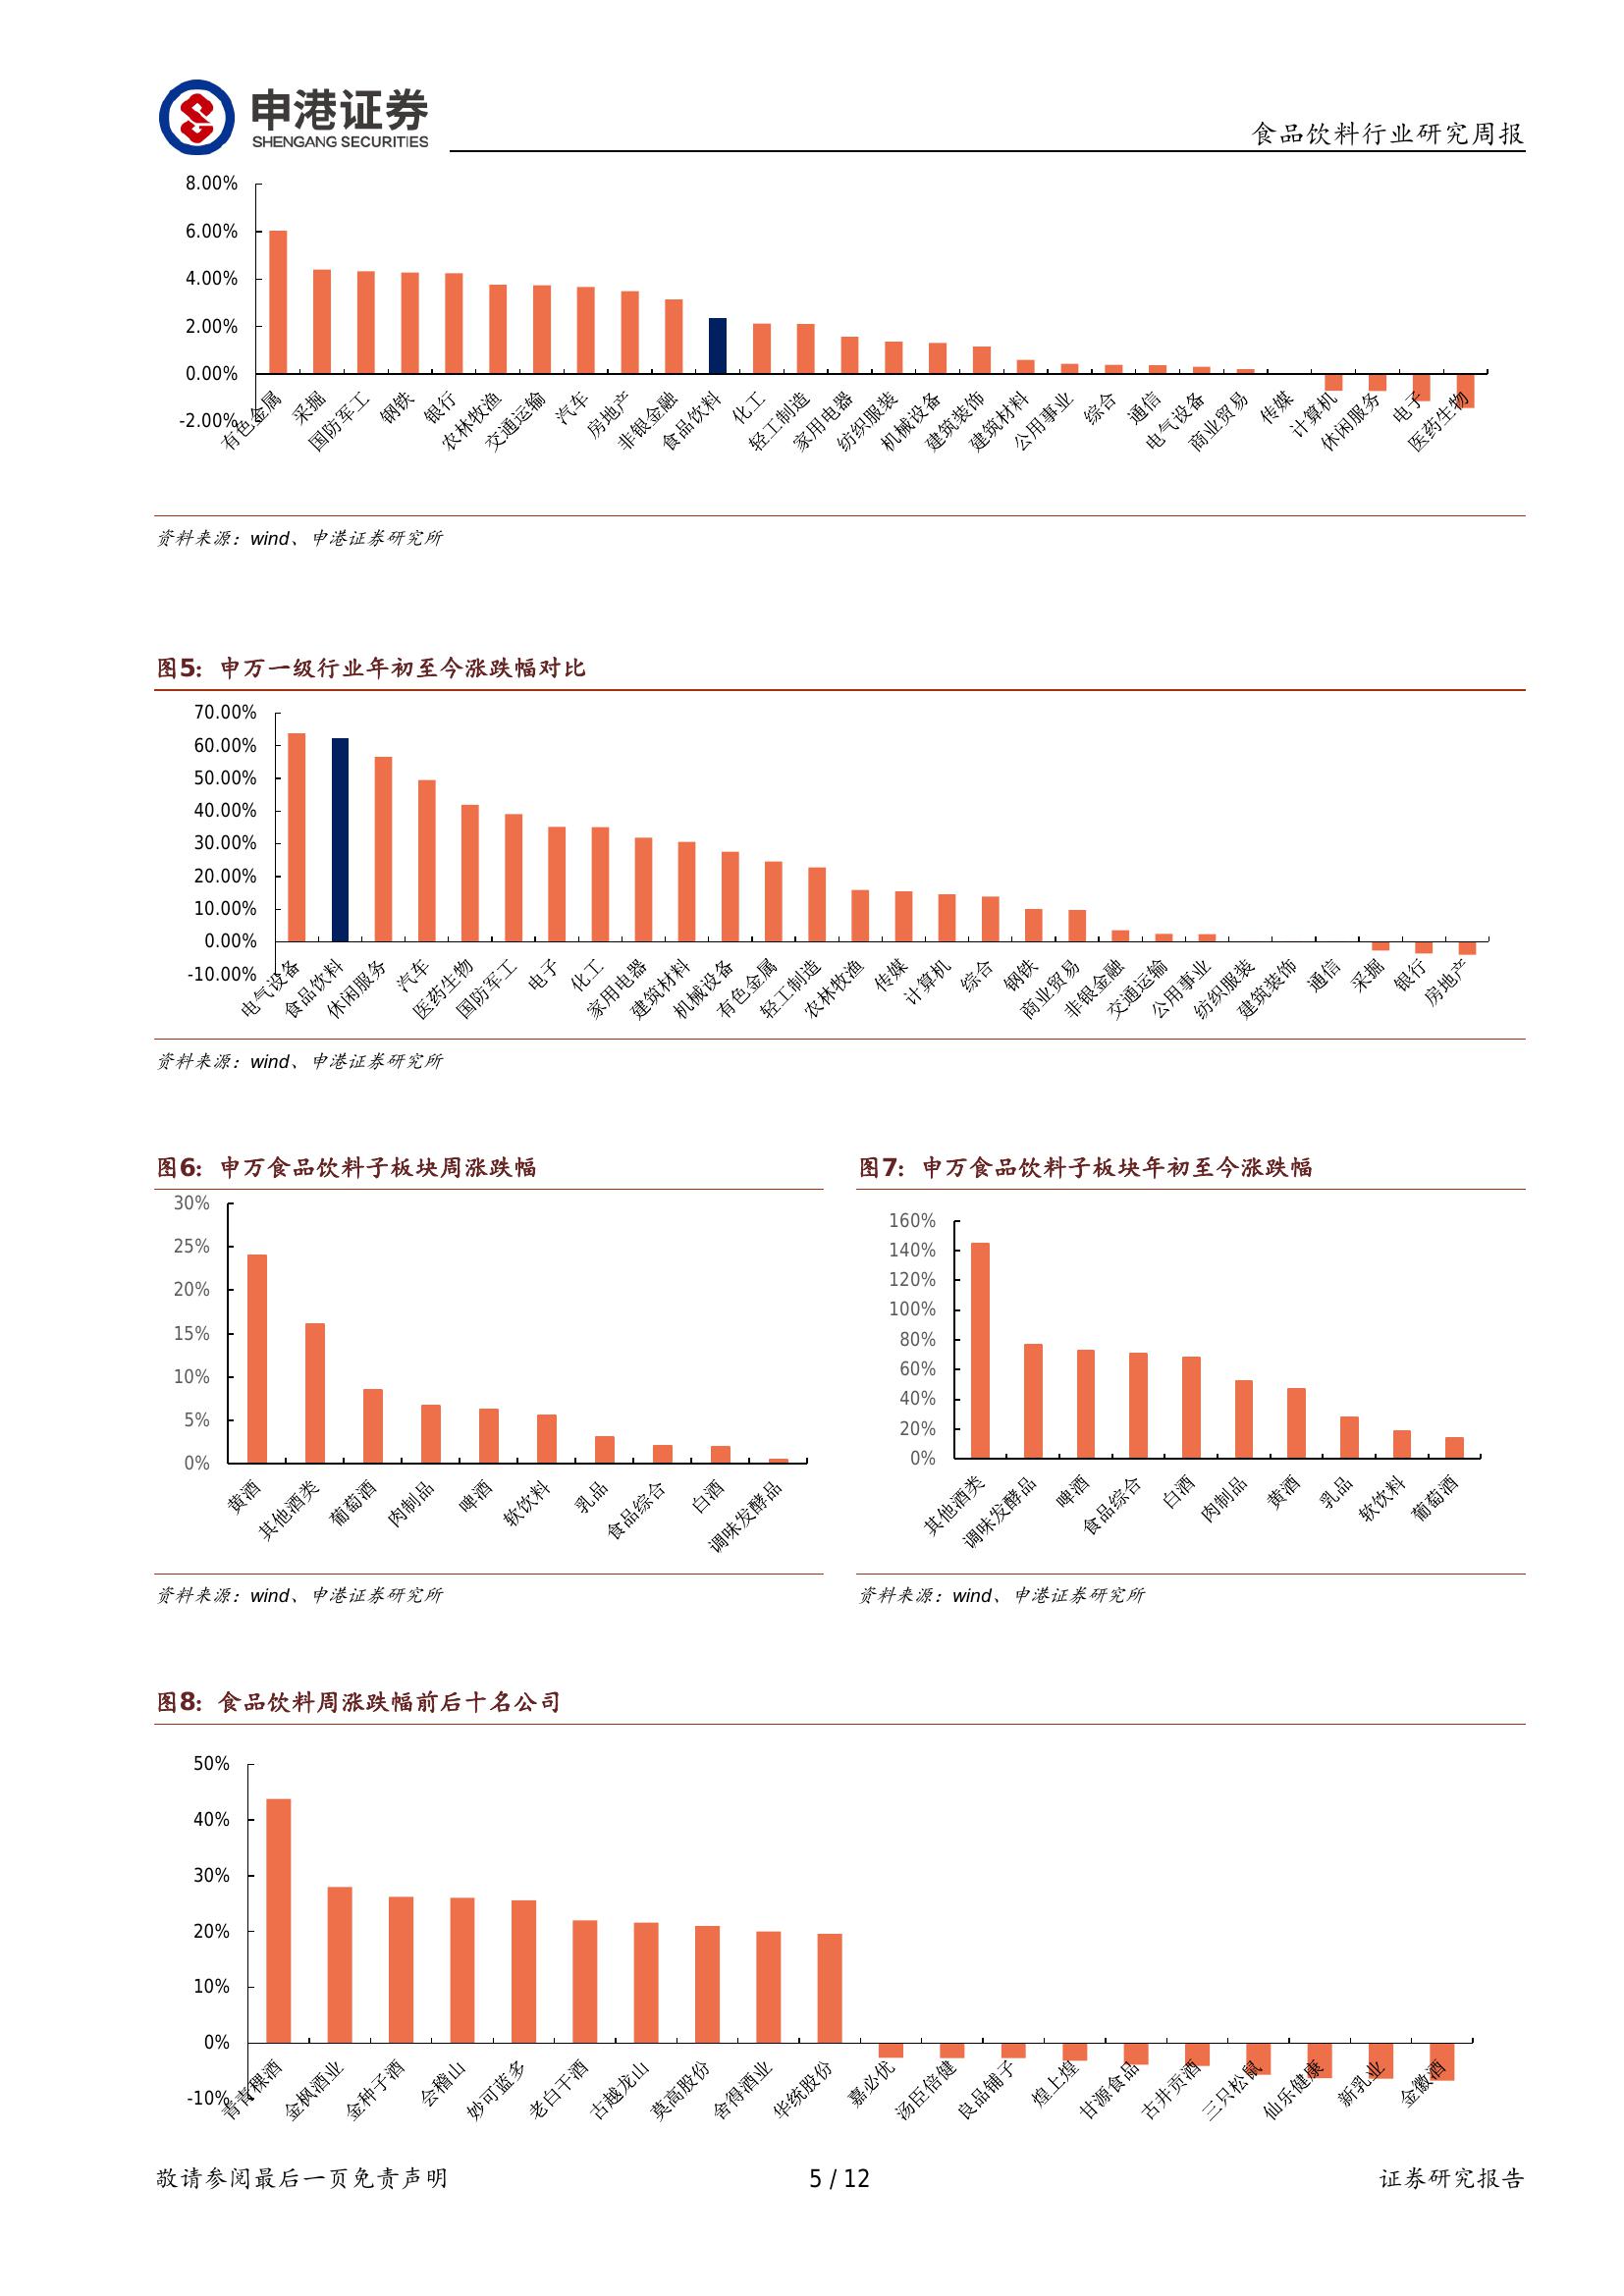 申港证券
SHENGANG SECURITIES
食品饮料行业研究周报
8.00%
6.00%
4.00%
2.00%
0.00%
-2.00%
有色金属 采掘 国防军工 钢铁 银行 农林牧渔 交通运输 汽车 房地产 非银金融 食品饮料 化工 轻工制造 家用电器 纺织服装 机械设备 建筑装饰 建筑材料 公用事业 综合 通信 电气设备 商业贸易 传媒 计算机 休闲服务 电子 医药生物
资料来源：wind、申港证券研究所
图5：申万一级行业年初至今涨跌幅对比
70.00%
60.00%
50.00%
40.00%
30.00%
20.00%
10.00%
0.00%
-10.00%
电气设备 食品饮料 休闲服务 汽车 医药生物 国防军工 电子 化工 家用电器 建筑材料 机械设备 有色金属 轻工制造 农林牧渔 传媒 计算机 综合 钢铁 商业贸易 非银金融 交通运输 公用事业 纺织服装 建筑装饰 通信 采掘 银行 房地产
资料来源：wind、申港证券研究所
图6：申万食品饮料子板块周涨跌幅
30%
25%
20%
15%
10%
5%
0%
黄酒 其他酒类 葡萄酒 肉制品 啤酒 软饮料 乳品 食品综合 白酒 调味发酵品
资料来源：wind、申港证券研究所
图7：申万食品饮料子板块年初至今涨跌幅
160%
140%
120%
100%
80%
60%
40%
20%
0%
其他酒类 调味发酵品 啤酒 食品综合 白酒 肉制品 黄酒 乳品 软饮料 葡萄酒
资料来源：wind、申港证券研究所
图8：食品饮料周涨跌幅前后十名公司
50%
40%
30%
20%
10%
0%
-10%
青青稞酒 金枫酒业 金种子酒 会稽山 妙可蓝多 老白干酒 古越龙山 莫高股份 舍得酒业 华统股份 嘉必优 汤臣倍健 良品铺子 煌上煌 甘源食品 古井贡酒 三只松鼠 仙乐健康 新乳业 金徽酒
敬请参阅最后一页免责声明
5 / 12
证券研究报告